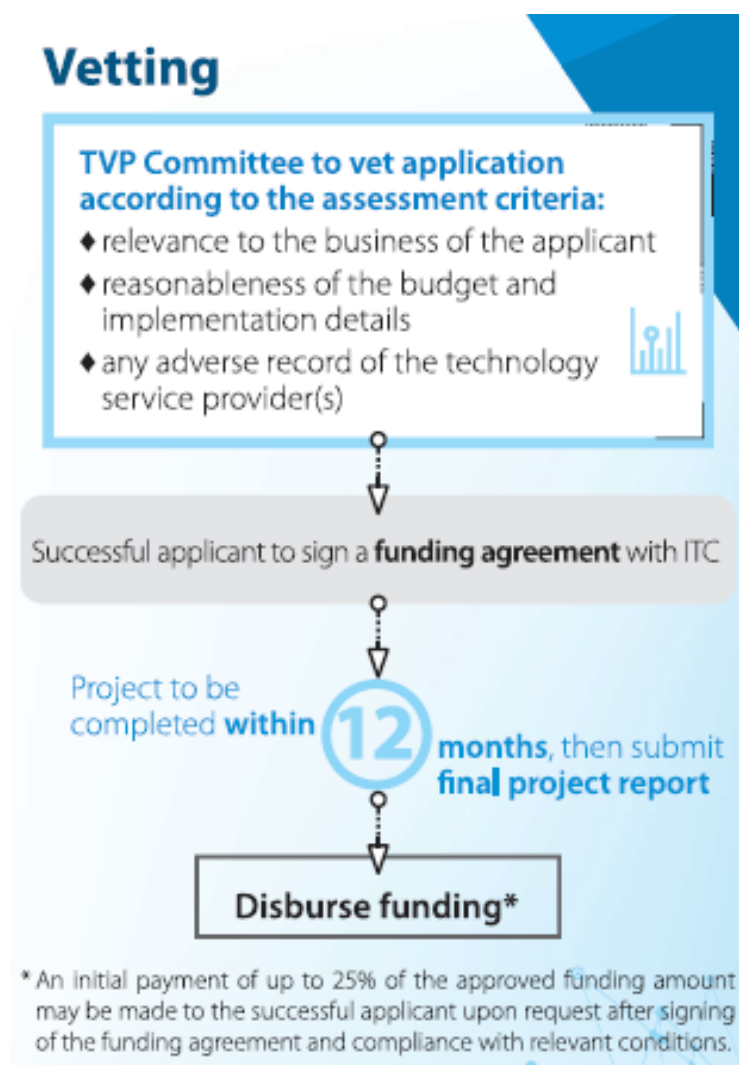 Vetting
TVP Committee to vet application
according to the assessment criteria:
♦ relevance to the business of the applicant
♦ reasonableness of the budget and
implementation details
♦ any adverse record of the technology
service provider(s)
Successful applicant to sign a funding agreement with ITC
Project to be
completed within
12
months, then submit
final project report
Disburse funding*
* An initial payment of up to 25% of the approved funding amount
may be made to the successful applicant upon request after signing
of the funding agreement and compliance with relevant conditions.